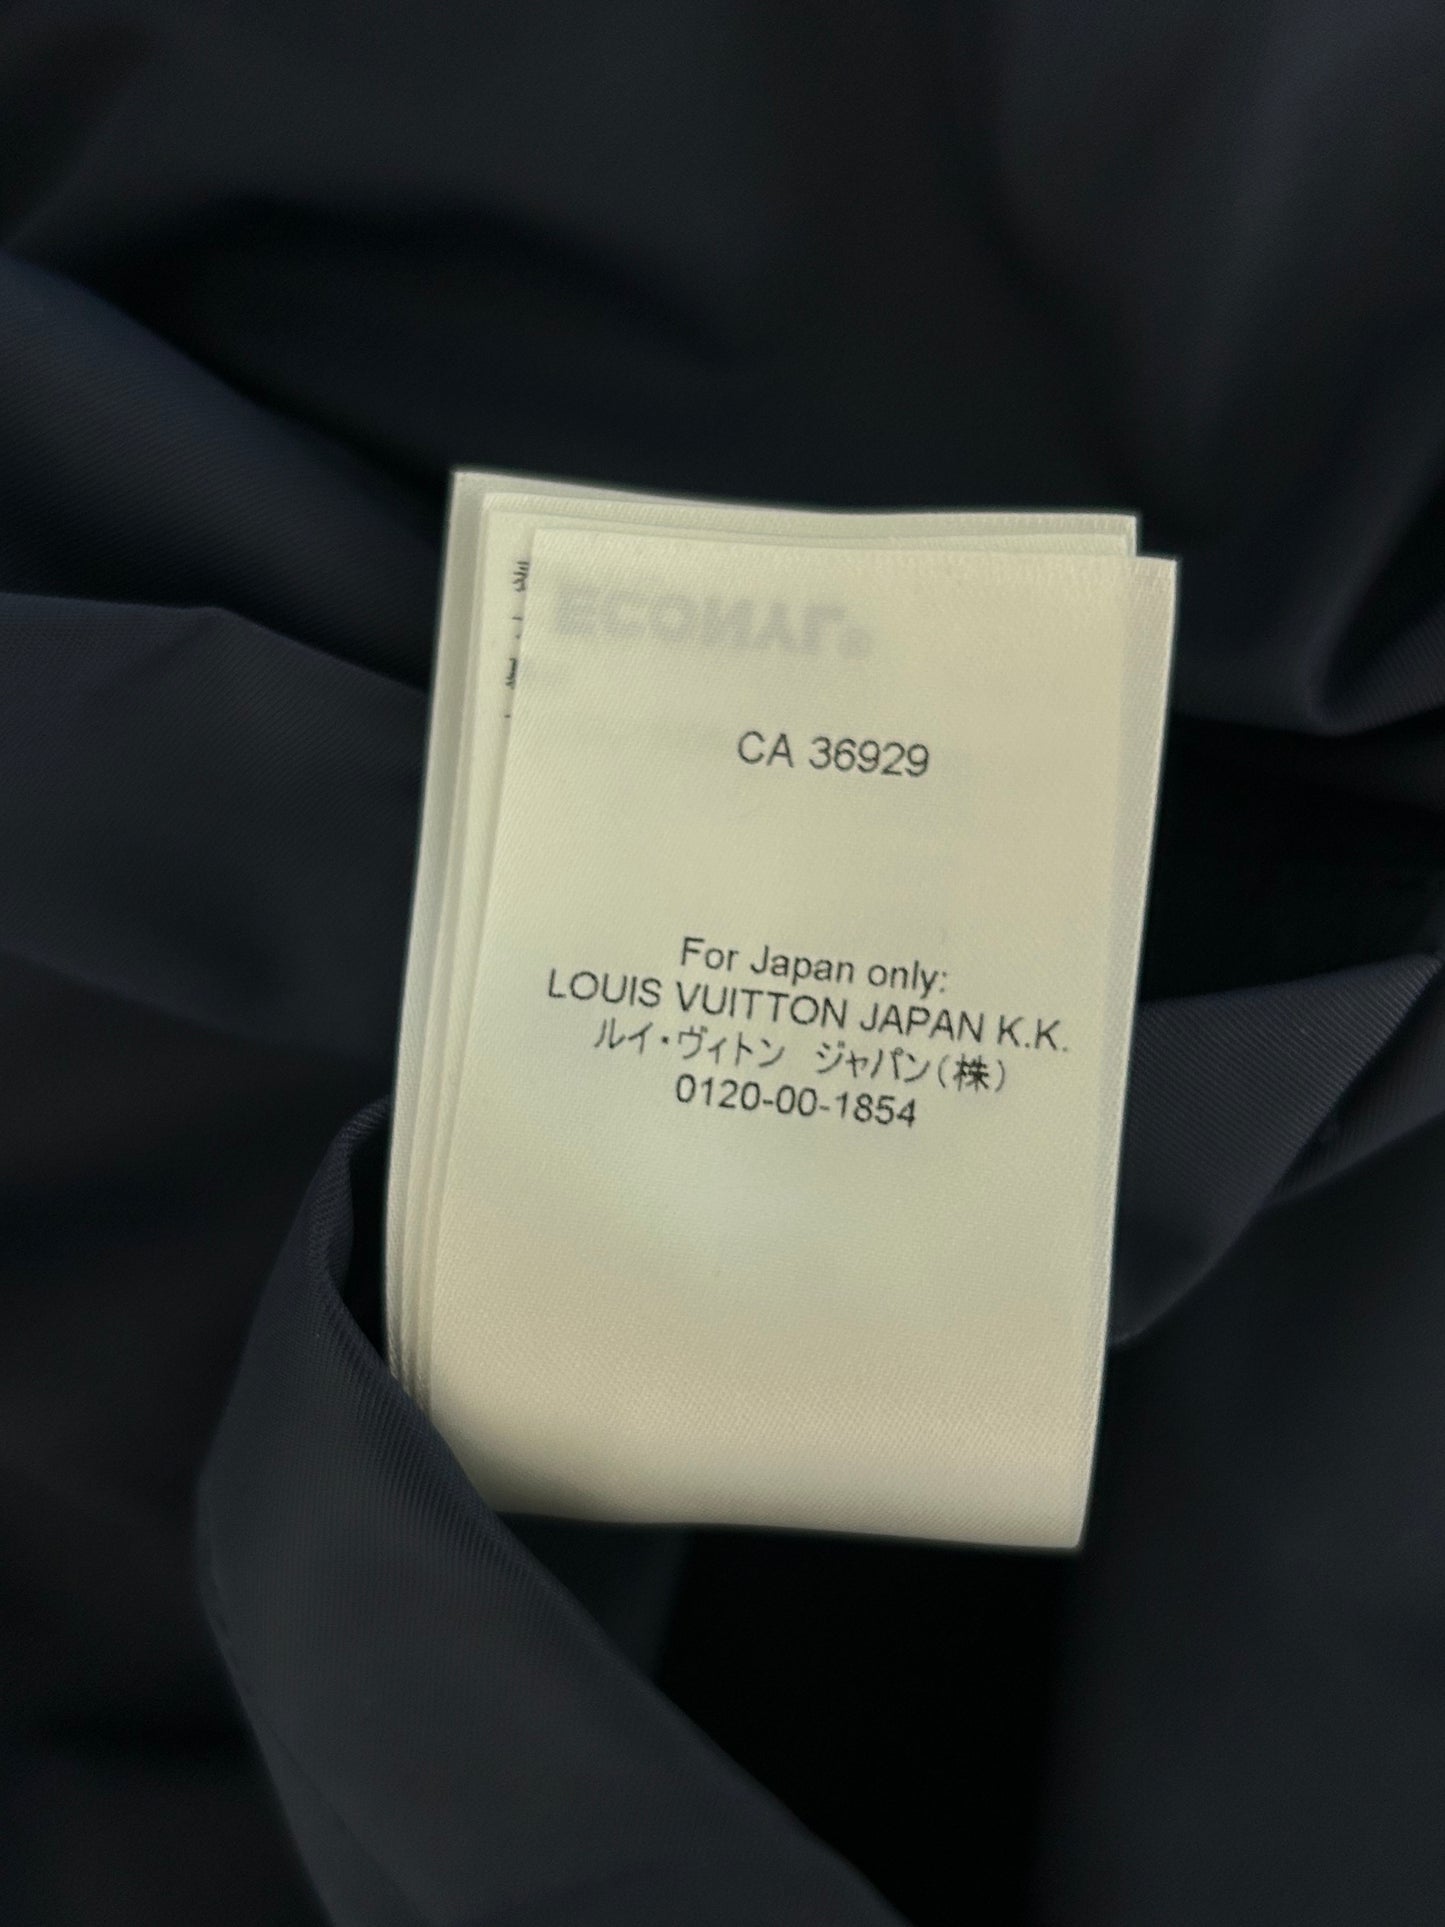 ECONYL®
CA 36929
For Japan only:
LOUIS VUITTON JAPAN K.K.
ルイ・ヴィトン ジャパン(株)
0120-00-1854